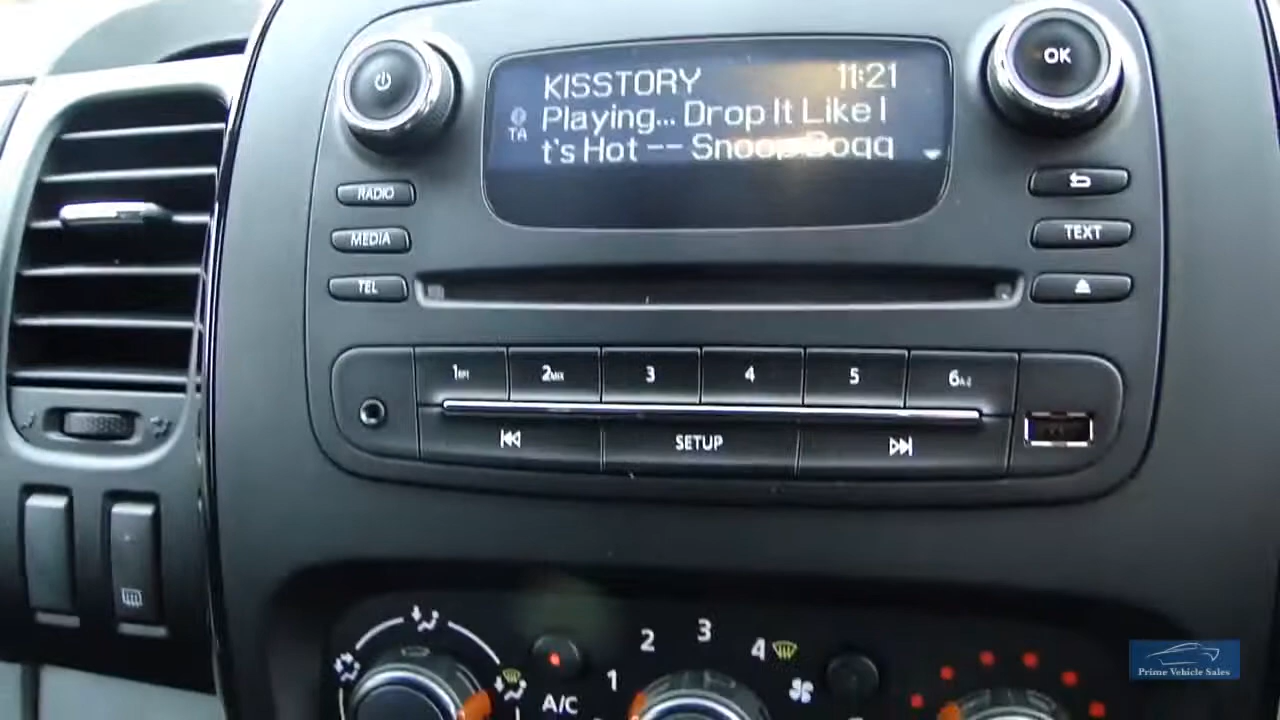 KISSTORY 11:21
Playing... Drop It Like I
t's Hot -- Snoop Dogg
TA
OK
RADIO
MEDIA
TEL
TEXT
1 2 MIX 3 4 5 6
SETUP
1 2 3 4
A/C
Prime Vehicle Sales